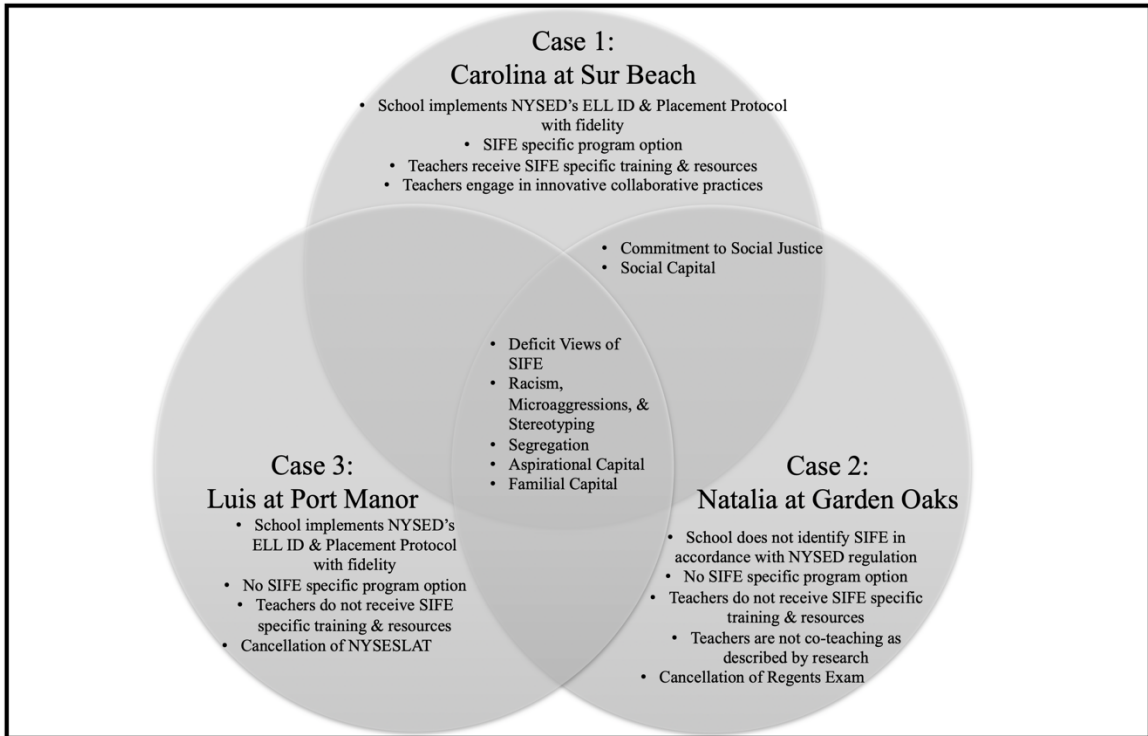 Case 1:
Carolina at Sur Beach
• School implements NYSED's ELL ID & Placement Protocol
with fidelity
• SIFE specific program option
• Teachers receive SIFE specific training & resources
• Teachers engage in innovative collaborative practices
• Commitment to Social Justice
• Social Capital
• Deficit Views of
SIFE
• Racism,
Microaggressions, &
Stereotyping
• Segregation
• Aspirational Capital
• Familial Capital
Case 3:
Luis at Port Manor
• School implements NYSED's
ELL ID & Placement Protocol
with fidelity
• No SIFE specific program option
• Teachers do not receive SIFE
specific training & resources
• Cancellation of NYSESLAT
Case 2:
Natalia at Garden Oaks
• School does not identify SIFE in
accordance with NYSED regulation
• No SIFE specific program option
• Teachers do not receive SIFE specific
training & resources
• Teachers are not co-teaching as
described by research
• Cancellation of Regents Exam